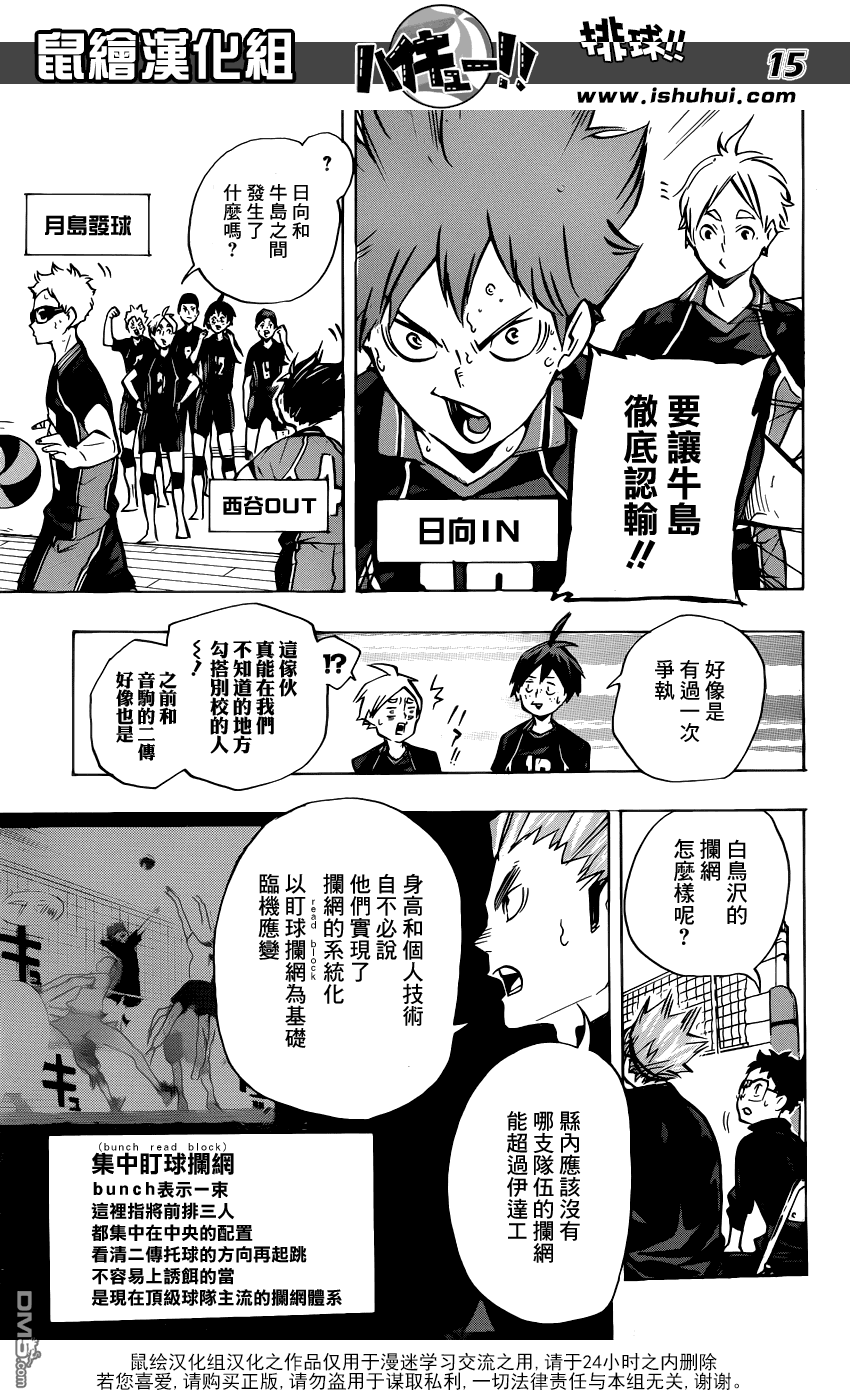 鼠繪漢化組
ハイキュー!!
排球!!
15
www.ishuhui.com
要讓牛島
徹底認輸!!
日向IN
?
日向和
牛島之間
發生了
什麼嗎?
月島發球
西谷OUT
好像是
有過一次
爭執
!?
這傢伙
真能在我們
不知道的地方
勾搭別校的人
~!
之前和
音駒的二傳
好像也是
白鳥沢的
攔網
怎麼樣呢?
縣內應該沒有
哪支隊伍的攔網
能超過伊達工
身高和個人技術
自不必說
他們實現了
攔網的系統化
read block
以盯球攔網為基礎
臨機應變
キュ
キュ
(bunch read block)
集中盯球攔網
bunch表示一束
這裡指將前排三人
都集中在中央的配置
看清二傳托球的方向再起跳
不容易上誘餌的當
是現在頂級球隊主流的攔網體系
DM5.com
鼠绘汉化组汉化之作品仅用于漫迷学习交流之用, 请于24小时之内删除
若您喜爱, 请购买正版, 请勿用于谋取私利, 一切法律责任与本组无关, 谢谢。